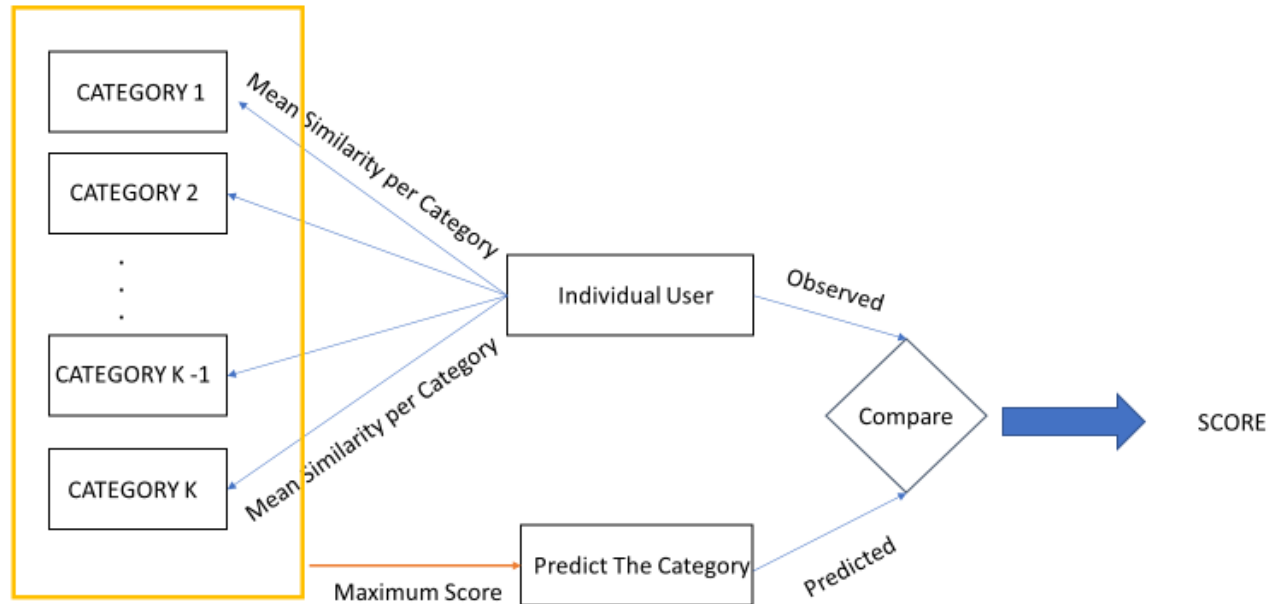 CATEGORY 1
Mean Similarity per Category
CATEGORY 2
.
.
.
Individual User
Observed
CATEGORY K -1
Compare
SCORE
CATEGORY K
Mean Similarity per Category
Predict The Category
Predicted
Maximum Score